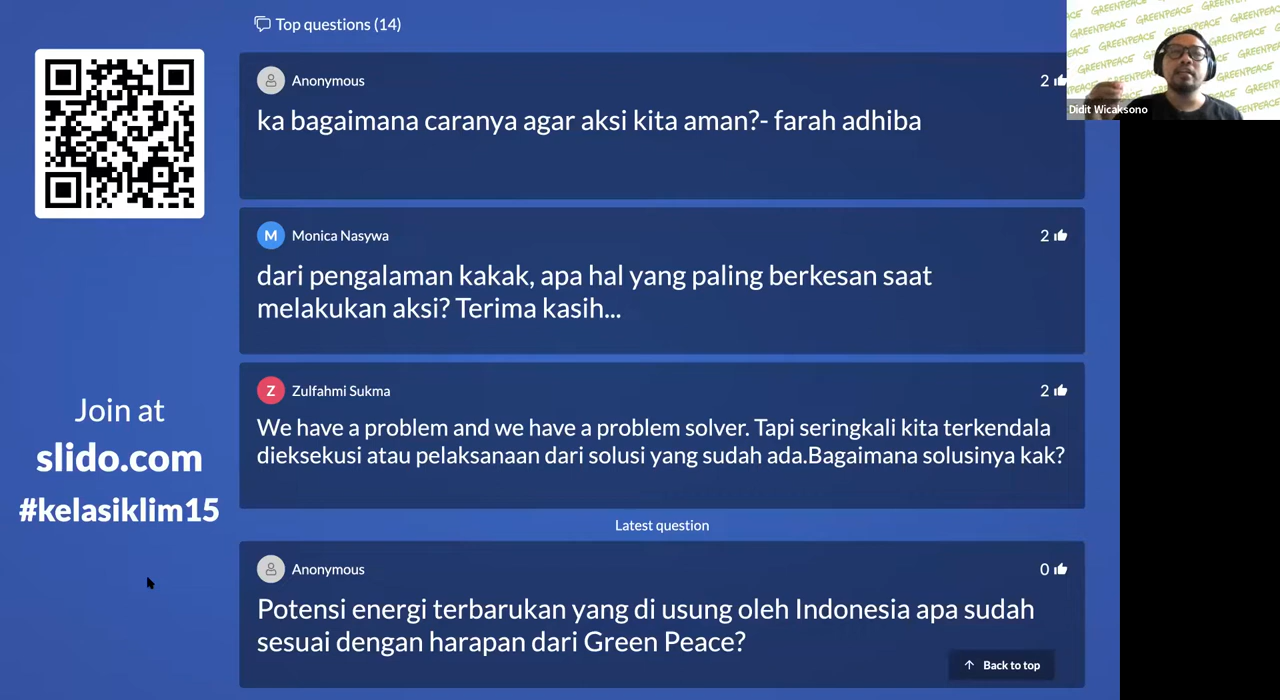 Top questions (14)
Anonymous
2
ka bagaimana caranya agar aksi kita aman?- farah adhiba
M
Monica Nasywa
2
dari pengalaman kakak, apa hal yang paling berkesan saat
melakukan aksi? Terima kasih...
Z
Zulfahmi Sukma
2
We have a problem and we have a problem solver. Tapi seringkali kita terkendala
dieksekusi atau pelaksanaan dari solusi yang sudah ada.Bagaimana solusinya kak?
Latest question
Anonymous
0
Potensi energi terbarukan yang di usung oleh Indonesia apa sudah
sesuai dengan harapan dari Green Peace?
Back to top
Join at
slido.com
#kelasiklim15
GREENPEACE
Didit Wicaksono